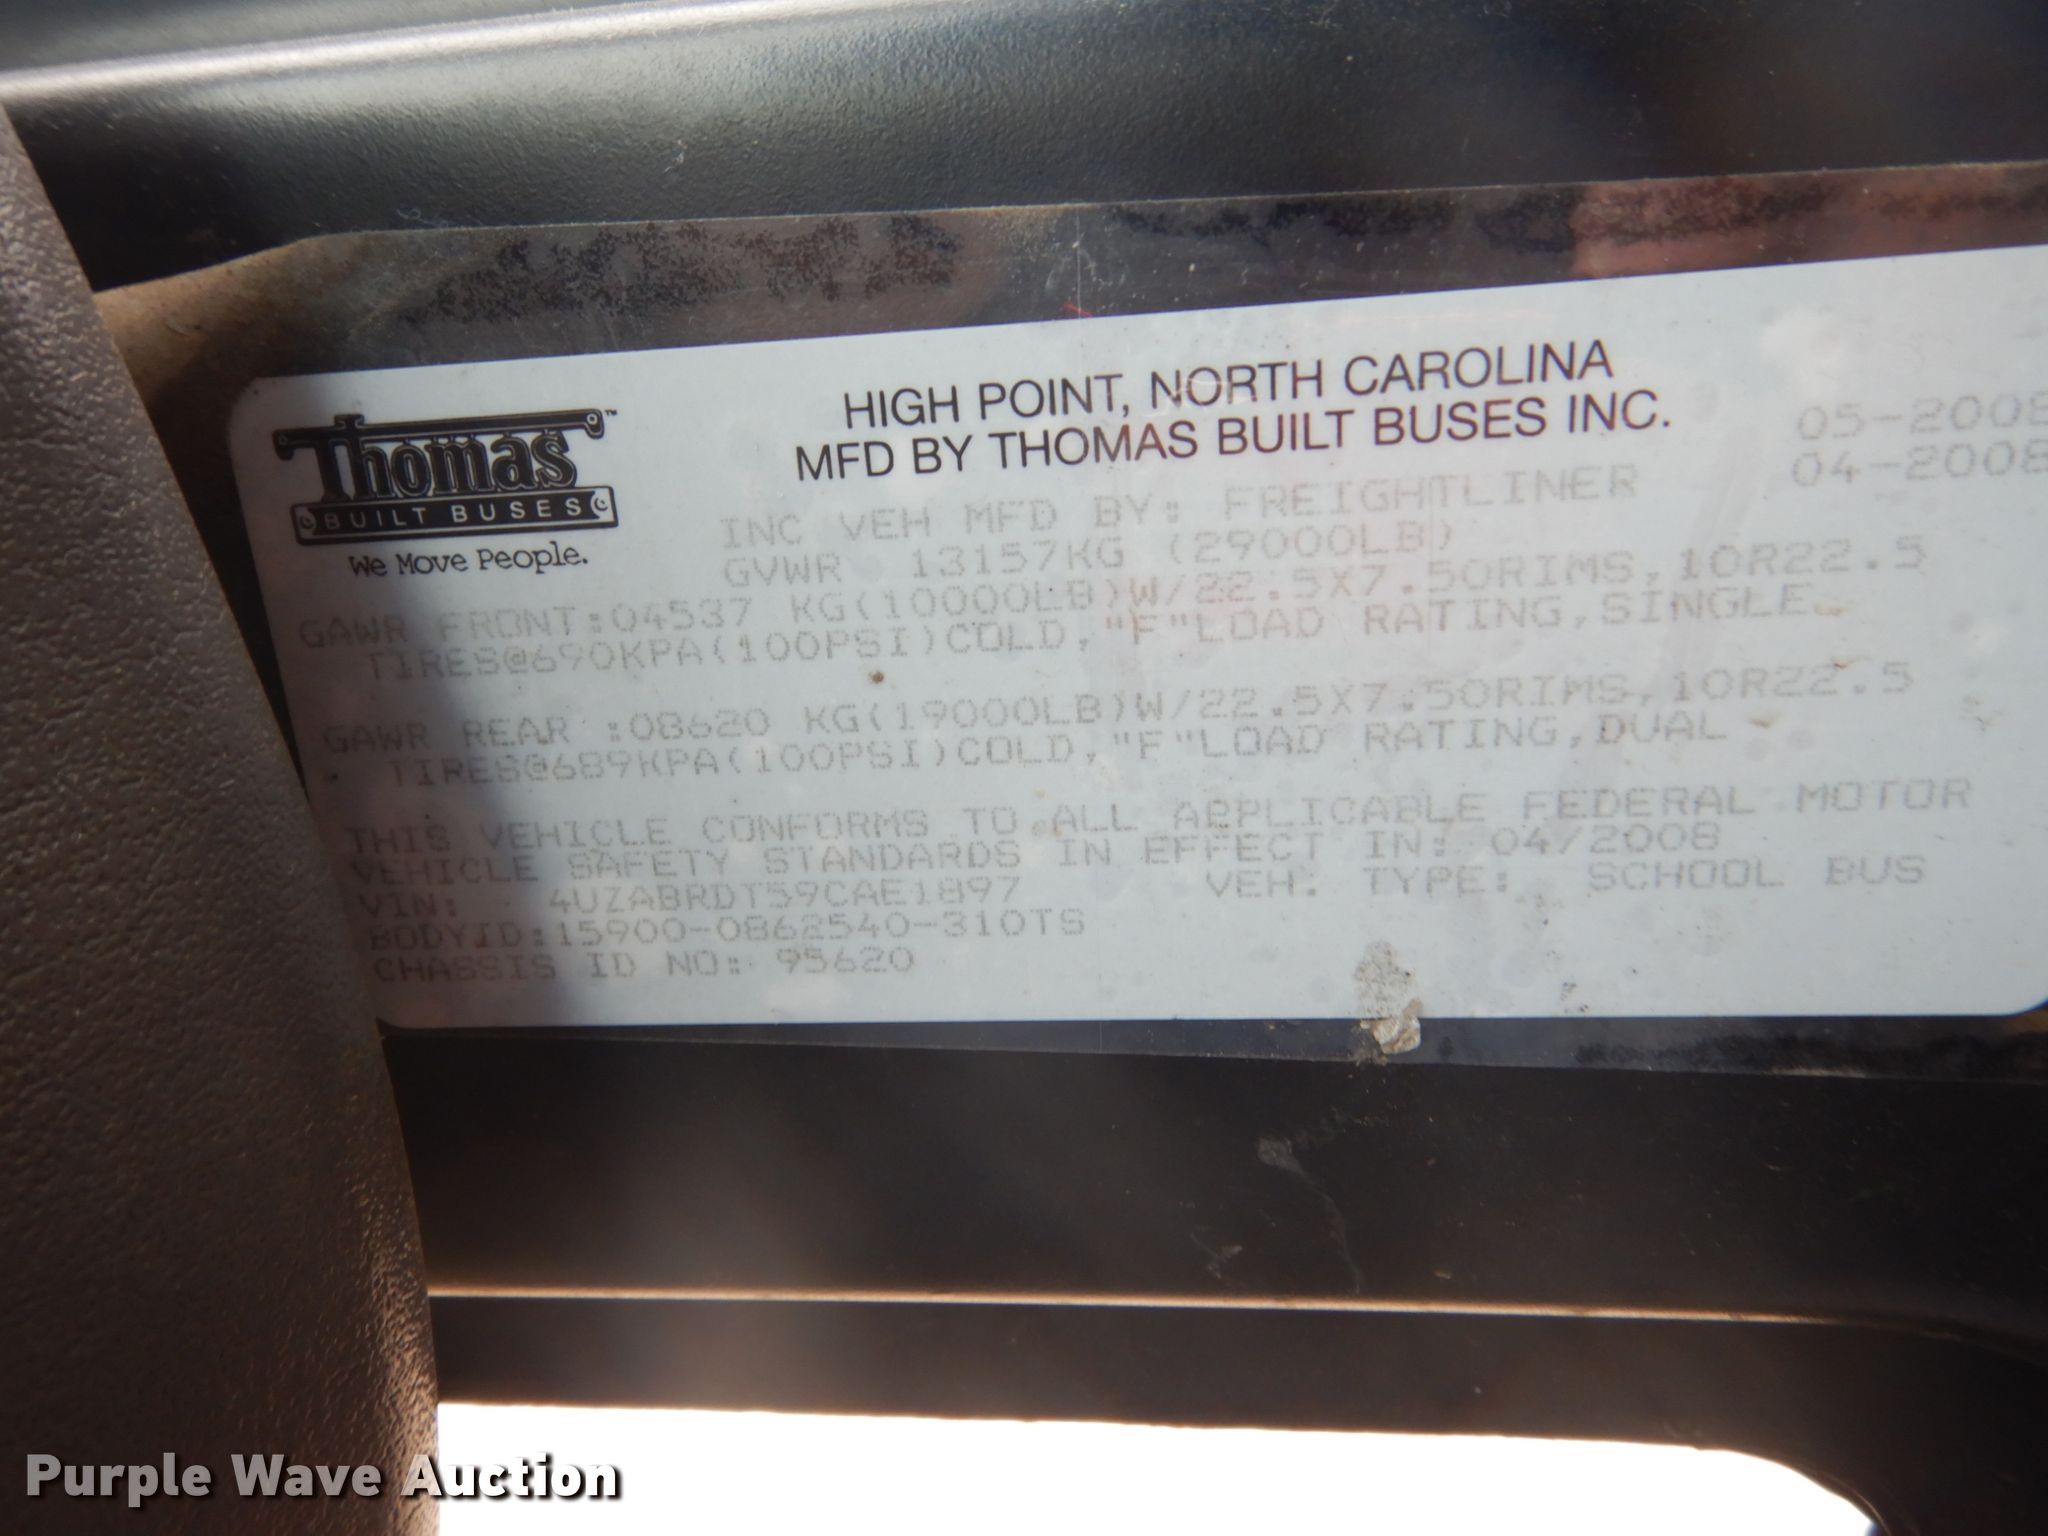 Thomas™
BUILT BUSES
We Move People.
HIGH POINT, NORTH CAROLINA
MFD BY THOMAS BUILT BUSES INC. 05-2008
INC VEH MFD BY: FREIGHTLINER 04-2008
GVWR 13157KG (29000LB)
GAWR FRONT:04537 KG(10000LB)W/22.5X7.50RIMS,10R22.5
TIRES@690KPA(100PSI)COLD,"F"LOAD RATING,SINGLE
GAWR REAR :08620 KG(19000LB)W/22.5X7.50RIMS,10R22.5
TIRES@689KPA(100PSI)COLD,"F"LOAD RATING,DUAL
THIS VEHICLE CONFORMS TO ALL APPLICABLE FEDERAL MOTOR
VEHICLE SAFETY STANDARDS IN EFFECT IN: 04/2008
VIN: 4UZABRDT59CAE1897 VEH. TYPE: SCHOOL BUS
BODYID:15900-0862540-310TS
CHASSIS ID NO: 95620
Purple Wave Auction